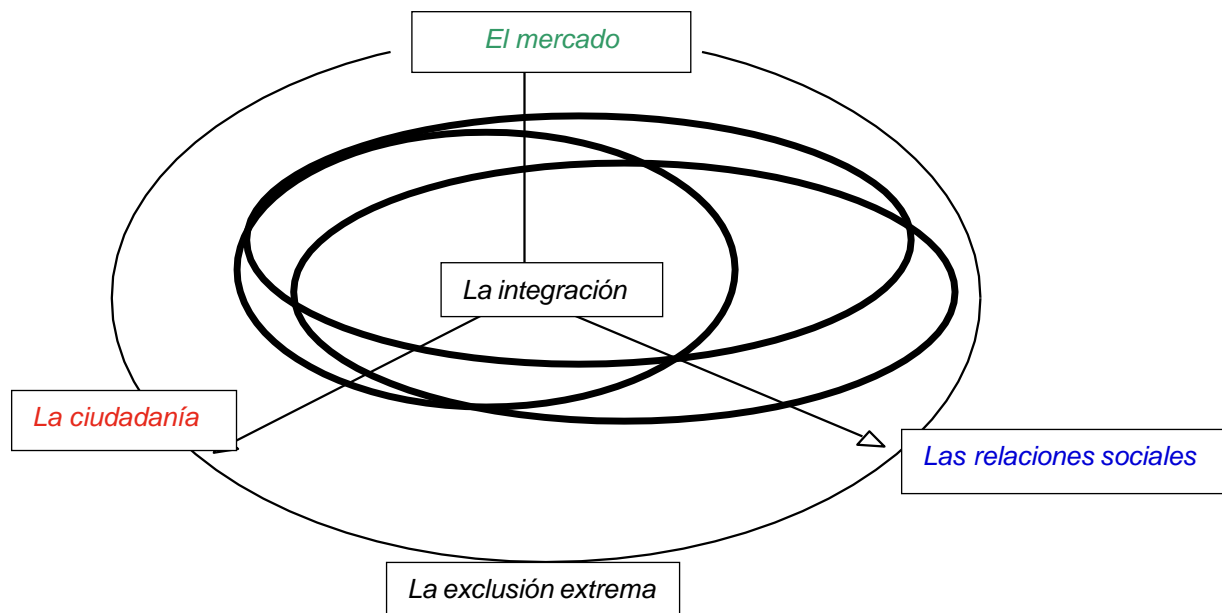 El mercado
La integración
La ciudadanía
Las relaciones sociales
La exclusión extrema